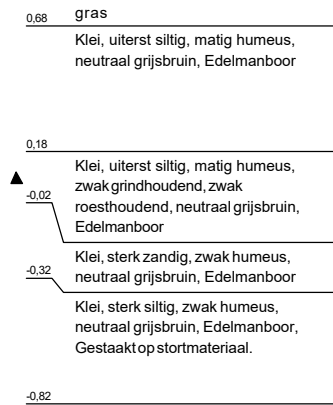 gras
0,68
Klei, uiterst siltig, matig humeus,
neutraal grijsbruin, Edelmanboor
0,18
Klei, uiterst siltig, matig humeus,
zwak grindhoudend, zwak
-0,02
roesthoudend, neutraal grijsbruin,
Edelmanboor
Klei, sterk zandig, zwak humeus,
-0,32
neutraal grijsbruin, Edelmanboor
Klei, sterk siltig, zwak humeus,
neutraal grijsbruin, Edelmanboor,
Gestaakt op stortmateriaal.
-0,82